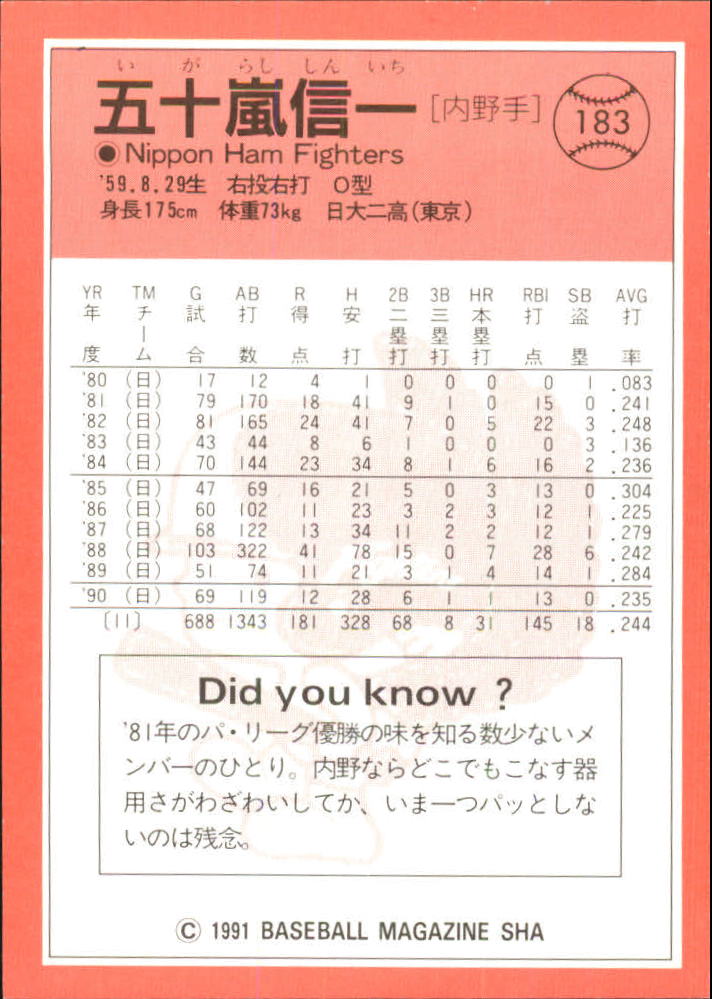 いがらししんいち
五十嵐信一 [内野手] 183
Nippon Ham Fighters
'59.8.29生 右投右打 O型
身長175cm 体重73kg 日大二高(東京)
YR TM G AB R H 2B 3B HR RBI SB AVG
年度 チーム 試合 打数 得点 安打 二塁打 三塁打 本塁打 打点 盗塁 打率
'80 (日) 17 12 4 1 0 0 0 0 1 .083
'81 (日) 79 170 18 41 9 1 0 15 0 .241
'82 (日) 81 165 24 41 7 0 5 22 3 .248
'83 (日) 43 44 8 6 1 0 0 0 3 .136
'84 (日) 70 144 23 34 8 1 6 16 2 .236
'85 (日) 47 69 16 21 5 0 3 13 0 .304
'86 (日) 60 102 11 23 3 2 3 12 1 .225
'87 (日) 68 122 13 34 11 2 2 12 1 .279
'88 (日) 103 322 41 78 15 0 7 28 6 .242
'89 (日) 51 74 11 21 3 1 4 14 1 .284
'90 (日) 69 119 12 28 6 1 1 13 0 .235
[11] 688 1343 181 328 68 8 31 145 18 .244
Did you know ?
'81年のパ・リーグ優勝の味を知る数少ないメ
ンバーのひとり。内野ならどこでもこなす器
用さがわざわいしてか、いま一つパッとしな
いのは残念。
© 1991 BASEBALL MAGAZINE SHA